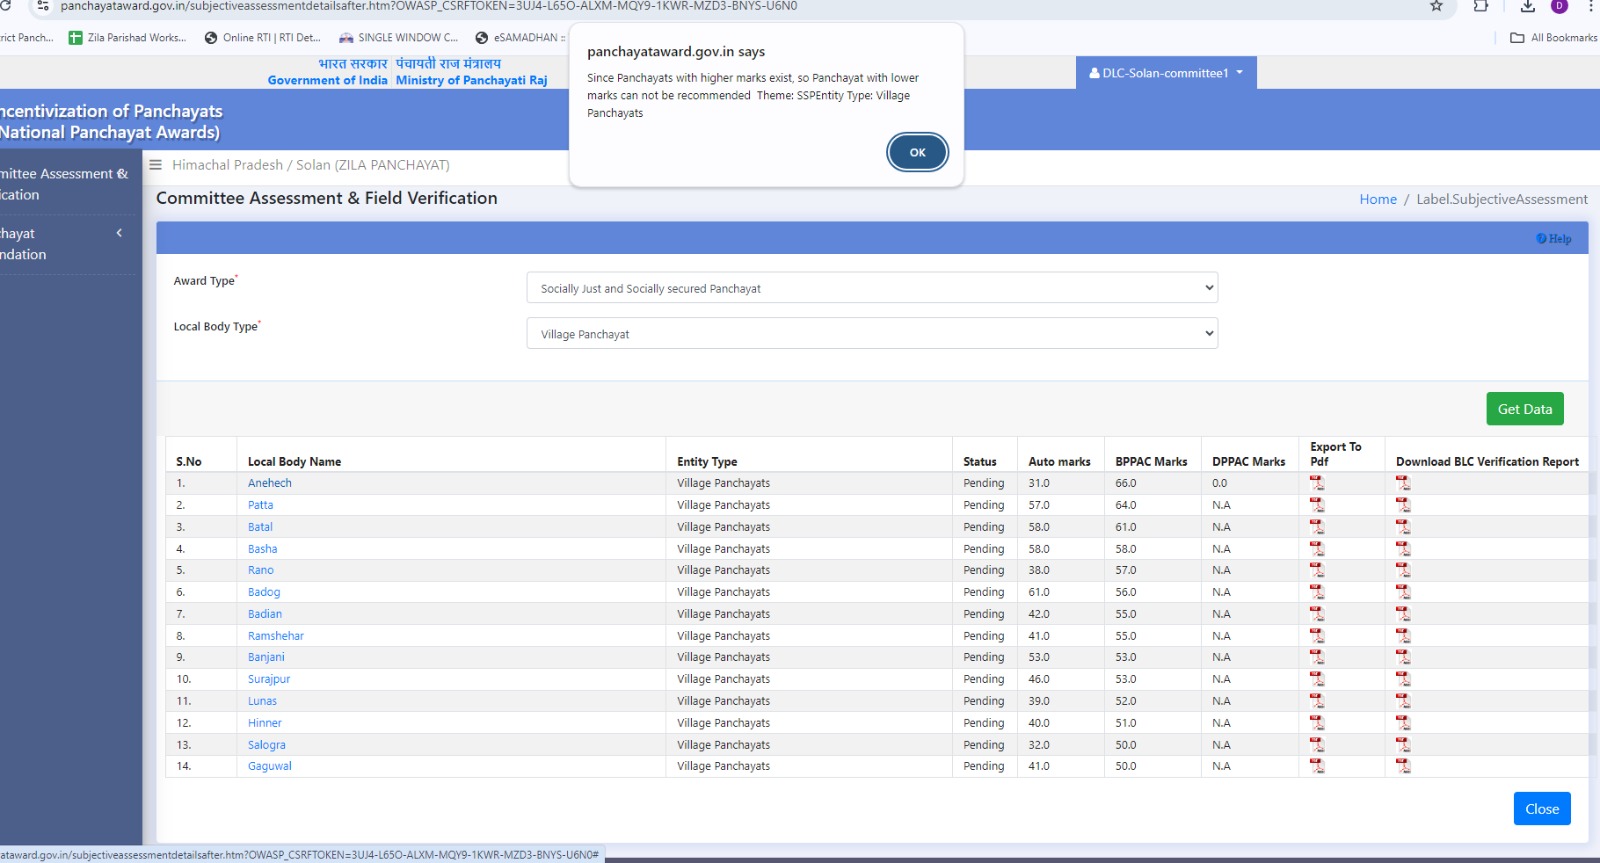 panchayataward.gov.in/subjectiveassessmentdetailsafter.htm?OWASP_CSRFTOKEN=3UJ4-L65O-ALXM-MQY9-1KWR-MZD3-BNYS-U6N0
D
rict Panch...
Zila Parishad Works...
Online RTI | RTI Det...
SINGLE WINDOW C...
eSAMADHAN ::
All Bookmarks
panchayataward.gov.in says
Since Panchayats with higher marks exist, so Panchayat with lower
marks can not be recommended Theme: SSPEntity Type: Village
Panchayats
OK
भारत सरकार पंचायती राज मंत्रालय
Government of India Ministry of Panchayati Raj
DLC-Solan-committee1
ncentivization of Panchayats
National Panchayat Awards)
mittee Assessment &
ication
hayat
ndation
Himachal Pradesh / Solan (ZILA PANCHAYAT)
Committee Assessment & Field Verification
Home / Label.SubjectiveAssessment
Help
Award Type*
Socially Just and Socially secured Panchayat
Local Body Type*
Village Panchayat
Get Data
S.No Local Body Name Entity Type Status Auto marks BPPAC Marks DPPAC Marks Export To Pdf Download BLC Verification Report
1. Anehech Village Panchayats Pending 31.0 66.0 0.0
2. Patta Village Panchayats Pending 57.0 64.0 N.A
3. Batal Village Panchayats Pending 58.0 61.0 N.A
4. Basha Village Panchayats Pending 58.0 58.0 N.A
5. Rano Village Panchayats Pending 38.0 57.0 N.A
6. Badog Village Panchayats Pending 61.0 56.0 N.A
7. Badian Village Panchayats Pending 42.0 55.0 N.A
8. Ramshehar Village Panchayats Pending 41.0 55.0 N.A
9. Banjani Village Panchayats Pending 53.0 53.0 N.A
10. Surajpur Village Panchayats Pending 46.0 53.0 N.A
11. Lunas Village Panchayats Pending 39.0 52.0 N.A
12. Hinner Village Panchayats Pending 40.0 51.0 N.A
13. Salogra Village Panchayats Pending 32.0 50.0 N.A
14. Gaguwal Village Panchayats Pending 41.0 50.0 N.A
Close
ataward.gov.in/subjectiveassessmentdetailsafter.htm?OWASP_CSRFTOKEN=3UJ4-L65O-ALXM-MQY9-1KWR-MZD3-BNYS-U6N0#